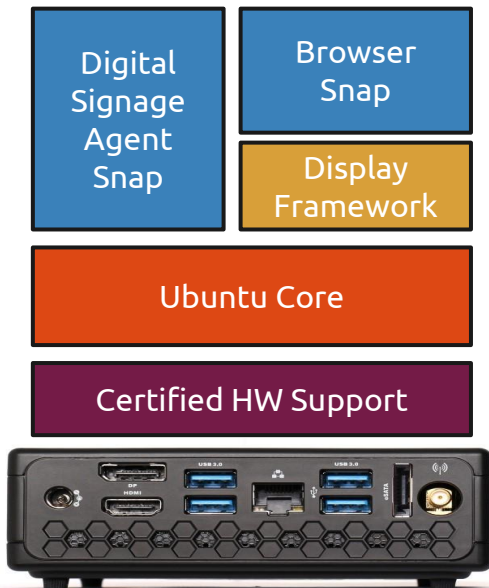 Digital
Signage
Agent
Snap
Browser
Snap
Display
Framework
Ubuntu Core
Certified HW Support
DP
HDMI
USB 3.0
USB 3.0
eSATA